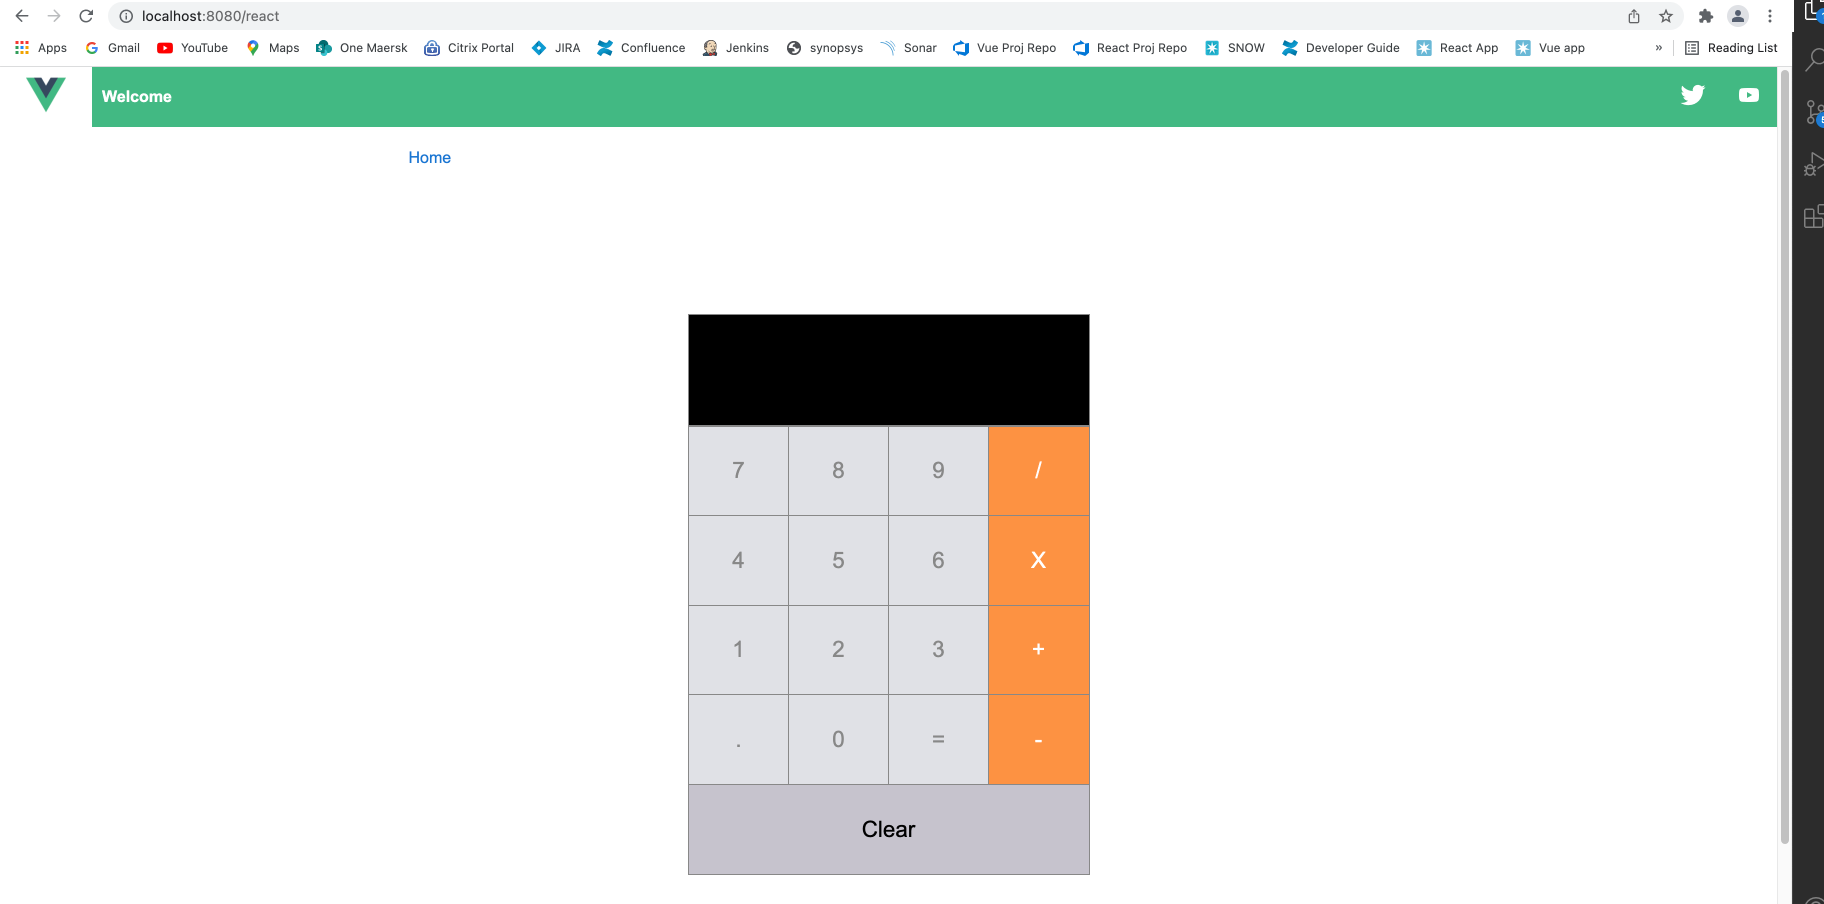 localhost:8080/react
Apps Gmail YouTube Maps One Maersk Citrix Portal JIRA Confluence Jenkins synopsys Sonar Vue Proj Repo React Proj Repo SNOW Developer Guide React App Vue app » Reading List
Welcome
Home
7 8 9 /
4 5 6 X
1 2 3 +
. 0 = -
Clear